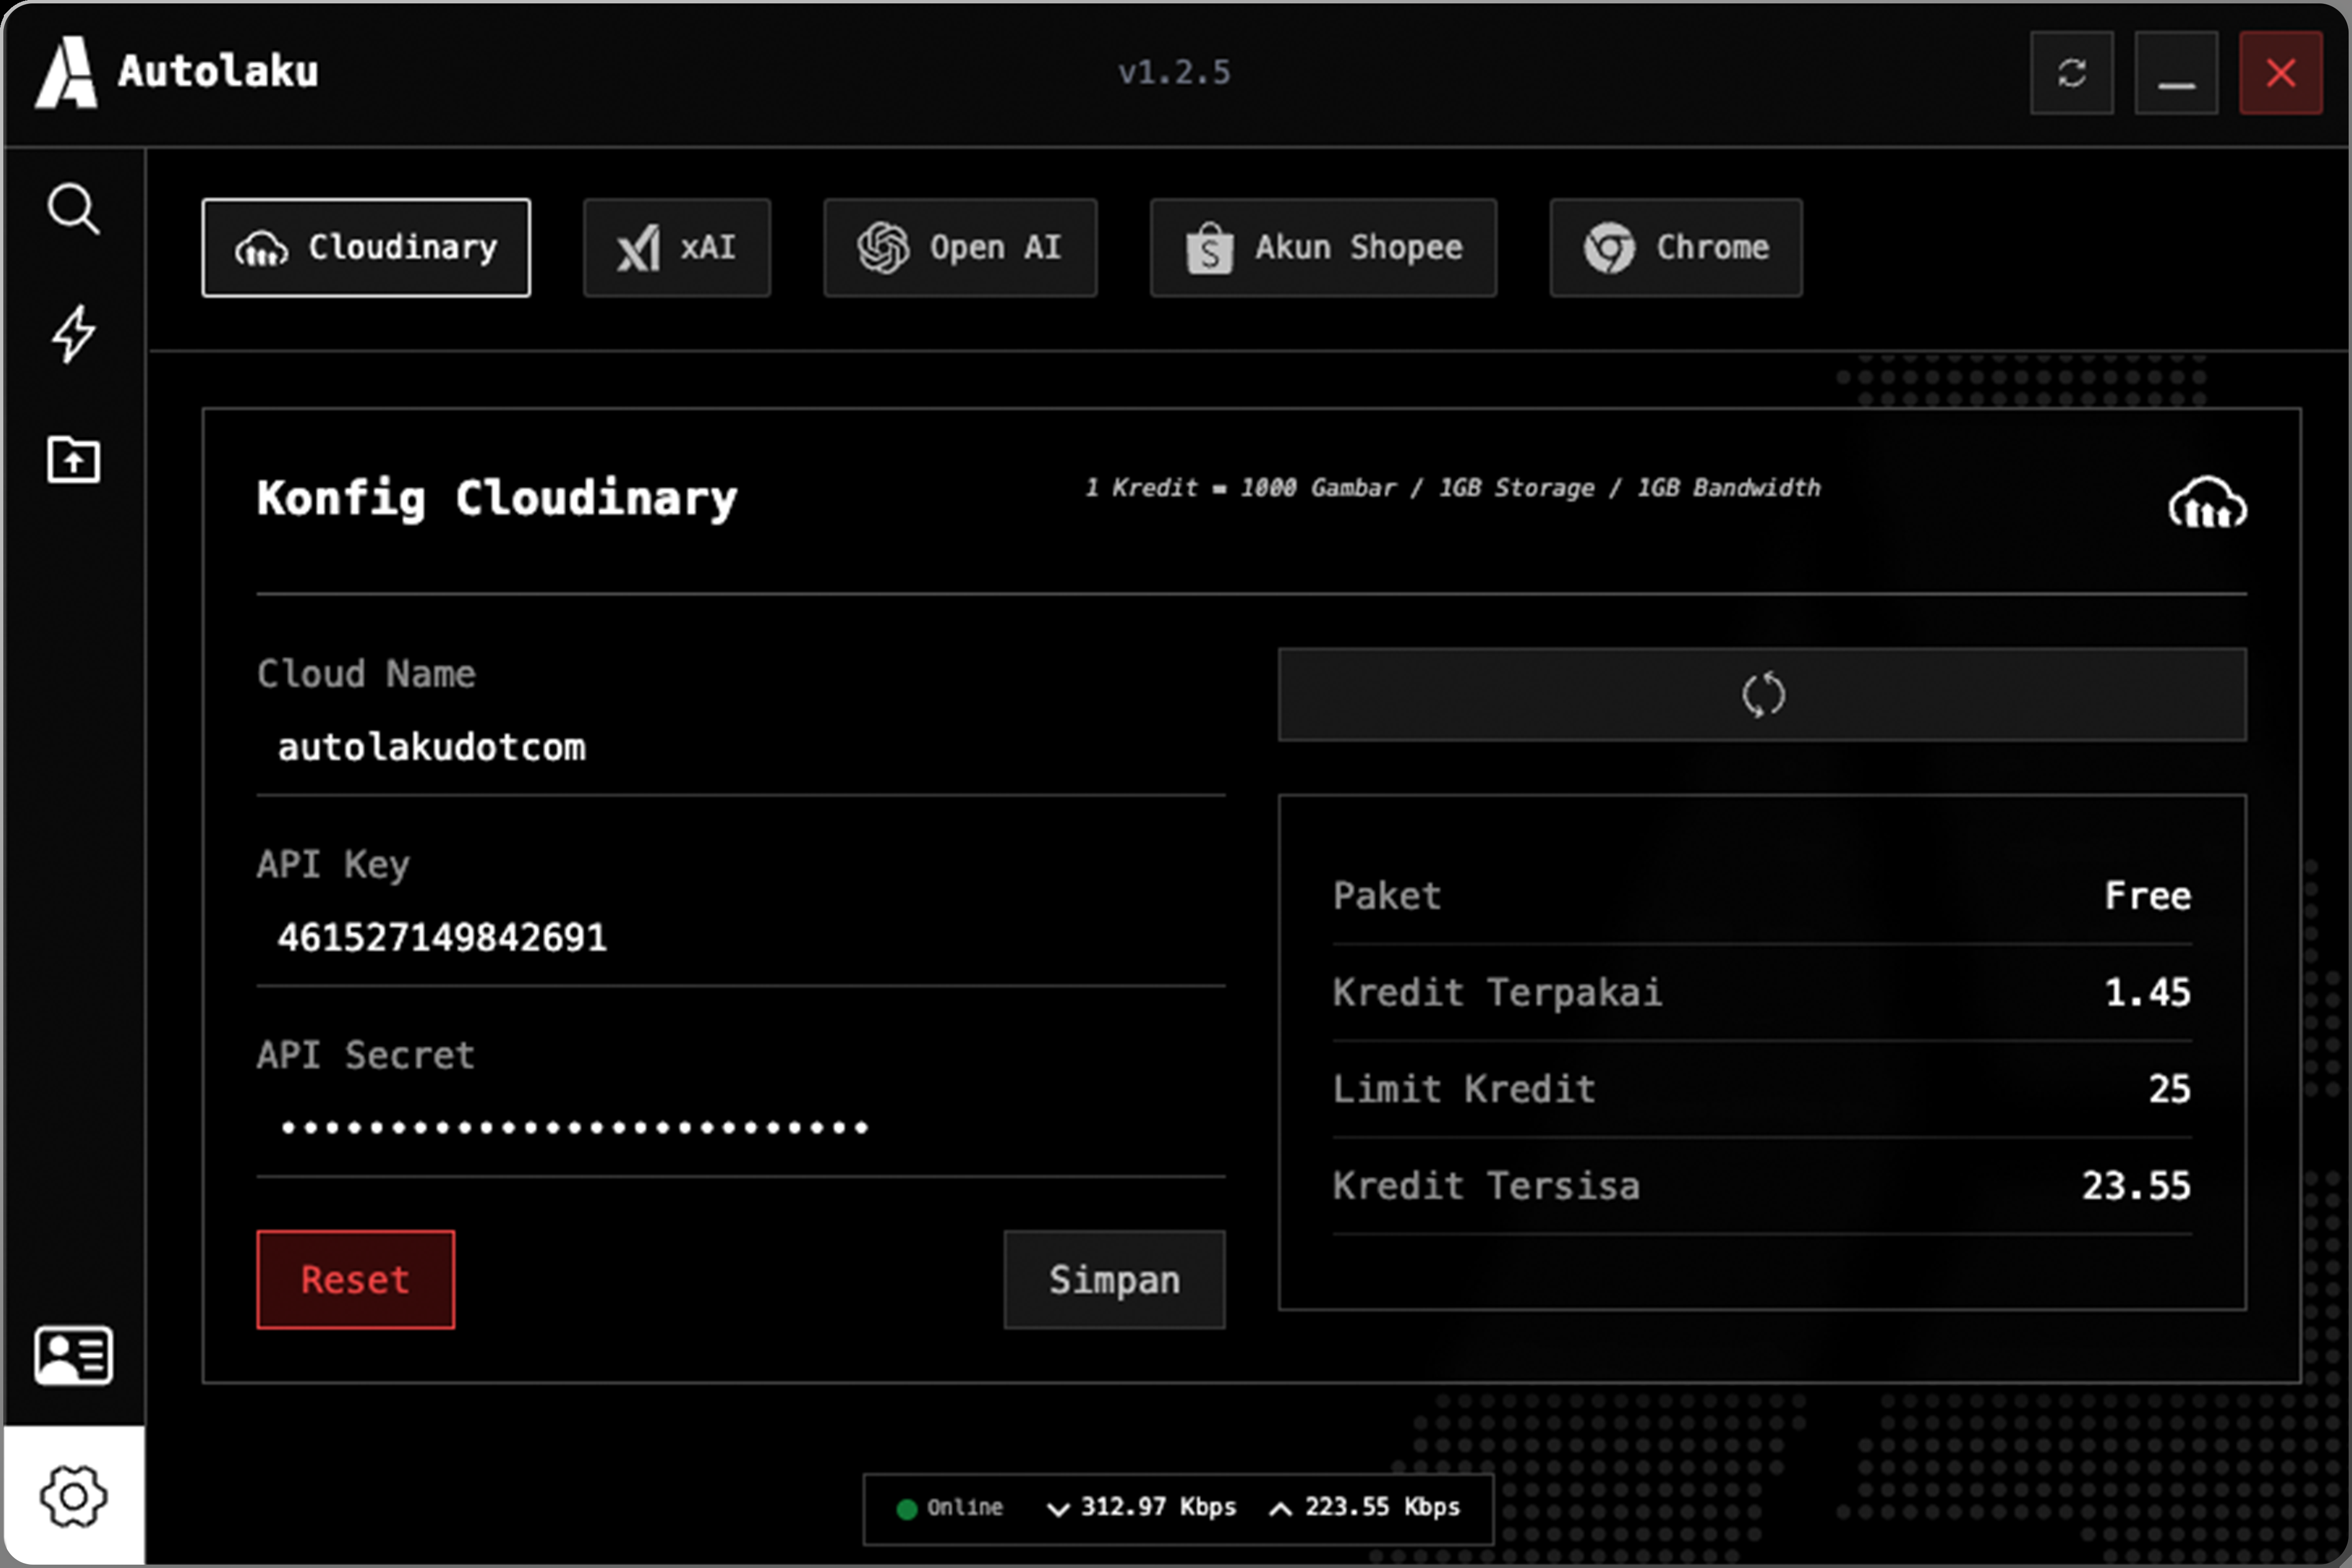 Autolaku
v1.2.5
Cloudinary
xAI
Open AI
Akun Shopee
Chrome
Konfig Cloudinary
1 Kredit = 1000 Gambar / 1GB Storage / 1GB Bandwidth
Cloud Name
autolakudotcom
API Key
461527149842691
API Secret
•••••••••••••••••••••••••••
Reset
Simpan
Paket Free
Kredit Terpakai 1.45
Limit Kredit 25
Kredit Tersisa 23.55
Online 312.97 Kbps 223.55 Kbps